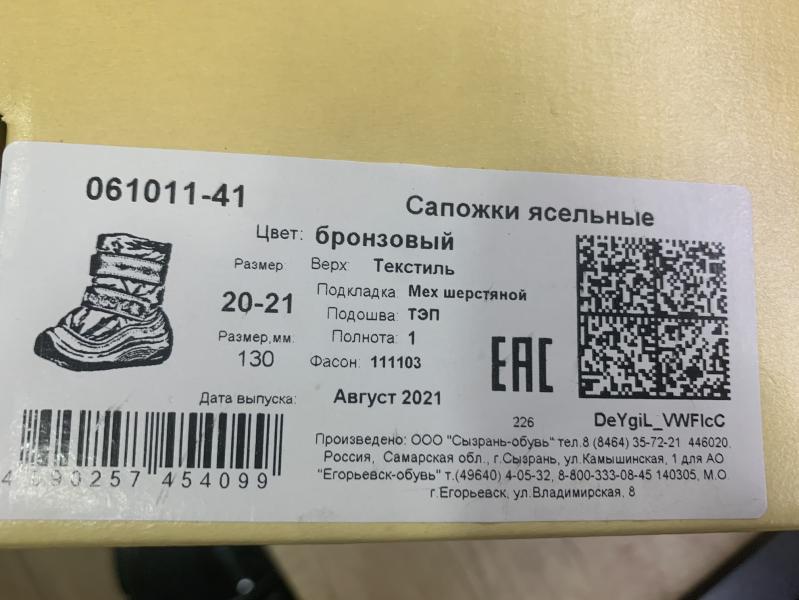 061011-41
Сапожки ясельные
Цвет: бронзовый
Размер
20-21
Размер,мм:
130
Верх: Текстиль
Подкладка: Мех шерстяной
Подошва: ТЭП
Полнота: 1
Фасон: 111103
EAC
Дата выпуска: Август 2021
226
DeYgiL_VWFIcC
454099
Произведено: ООО "Сызрань-обувь" тел.8 (8464) 35-72-21 446020.
Россия, Самарская обл., г.Сызрань, ул.Камышинская, 1 для АО
"Егорьевск-обувь" т.(49640) 4-05-32, 8-800-333-08-45 140305, М.О.
г.Егорьевск, ул.Владимирская, 8